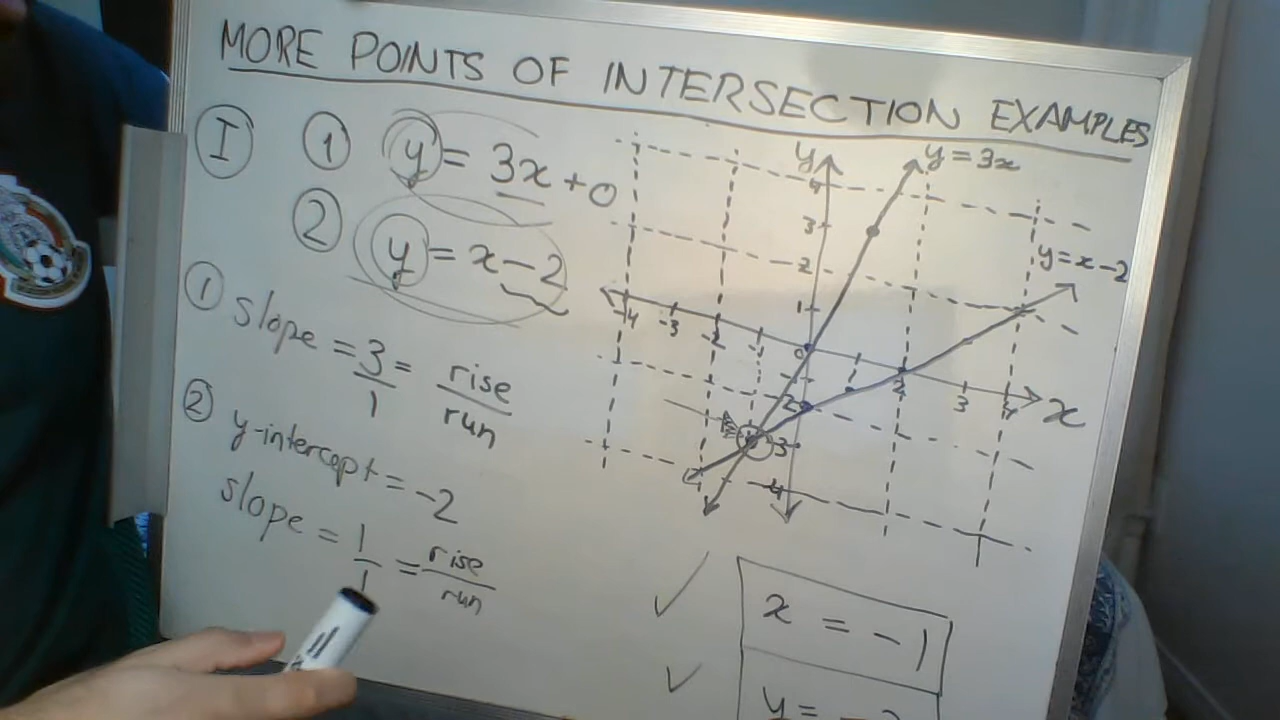 MORE POINTS OF INTERSECTION EXAMPLES
I ① y = 3x + 0
② y = x - 2
① slope = 3/1 = rise/run
② y-intercept = -2
slope = 1/1 = rise/run
y
y = 3x
4
3
2
1
y = x - 2
-4 -3 -2 -1 0 1 2 3 4 x
-2
-3
-4
✓ x = -1
✓ y = -3